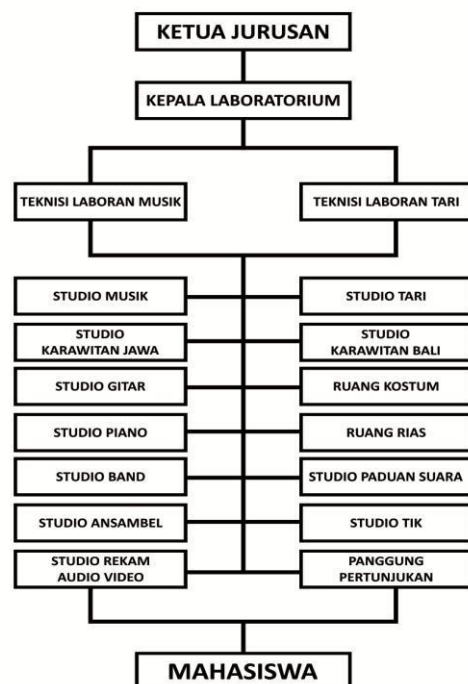 KETUA JURUSAN
KEPALA LABORATORIUM
TEKNISI LABORAN MUSIK
TEKNISI LABORAN TARI
STUDIO MUSIK
STUDIO TARI
STUDIO
KARAWITAN JAWA
STUDIO
KARAWITAN BALI
STUDIO GITAR
RUANG KOSTUM
STUDIO PIANO
RUANG RIAS
STUDIO BAND
STUDIO PADUAN SUARA
STUDIO ANSAMBEL
STUDIO TIK
STUDIO REKAM
AUDIO VIDEO
PANGGUNG
PERTUNJUKAN
MAHASISWA